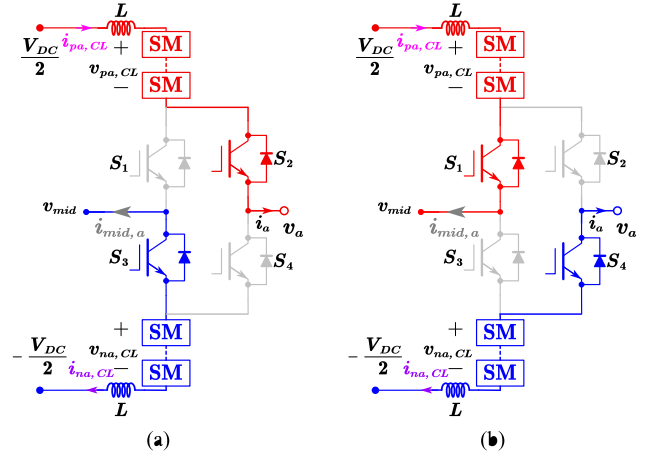 L
V_DC/2
i_pa,CL
+
SM
v_pa,CL
−
SM
S_1
S_2
v_mid
i_mid,a
i_a
v_a
S_3
S_4
+
SM
−V_DC/2
v_na,CL
i_na,CL
−
SM
L
(a)
L
V_DC/2
i_pa,CL
+
SM
v_pa,CL
−
SM
S_1
S_2
v_mid
i_mid,a
i_a
v_a
S_3
S_4
+
SM
−V_DC/2
v_na,CL
i_na,CL
−
SM
L
(b)